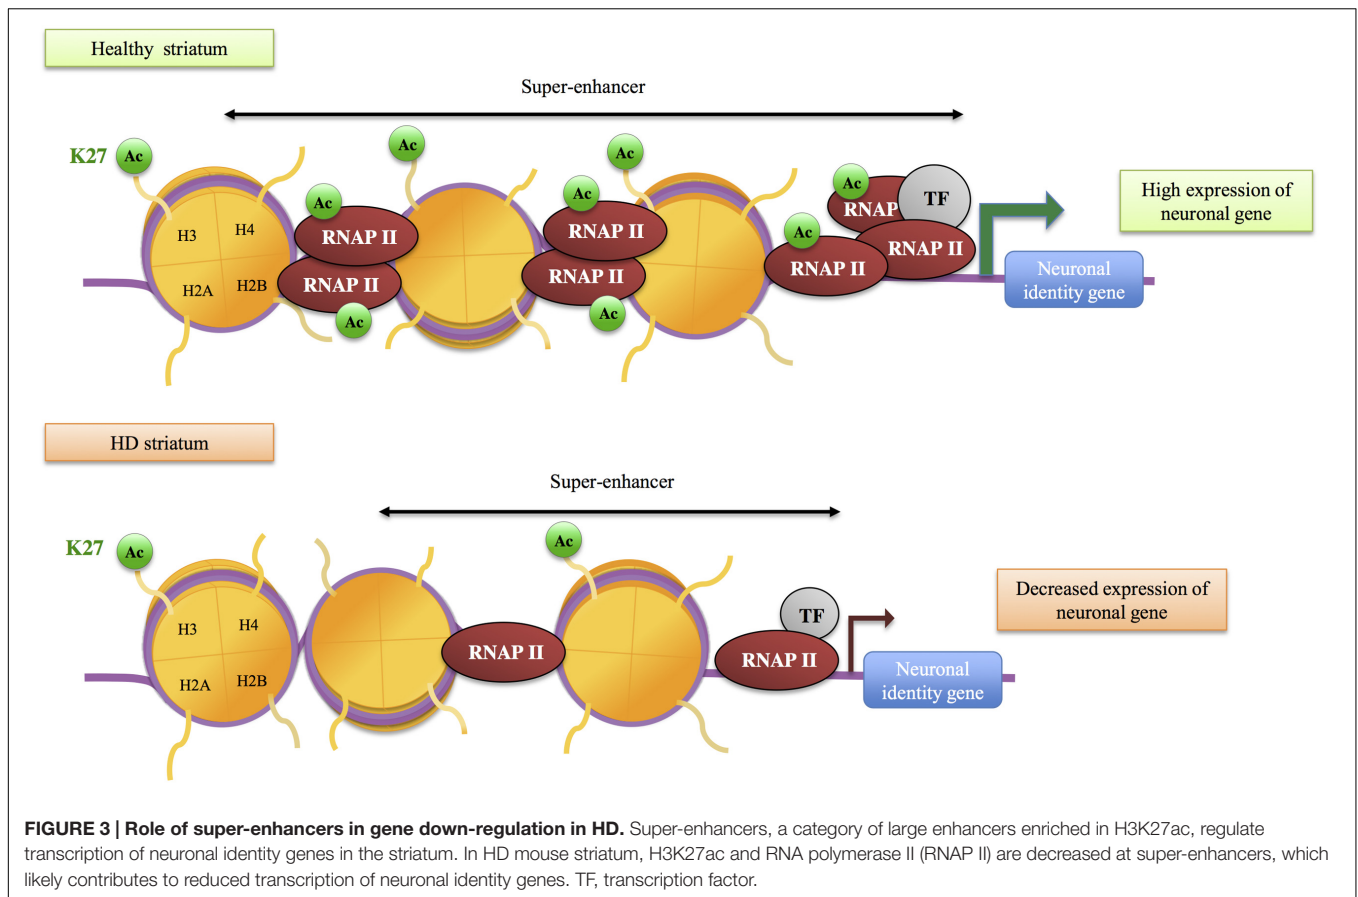 Healthy striatum
Super-enhancer
K27
Ac
Ac
Ac
Ac
Ac
Ac
Ac
Ac
Ac
H3
H4
H2A
H2B
RNAP II
RNAP II
RNAP II
RNAP II
RNAP
TF
RNAP II
RNAP II
High expression of
neuronal gene
Neuronal
identity gene
HD striatum
Super-enhancer
K27
Ac
Ac
H3
H4
H2A
H2B
RNAP II
TF
RNAP II
Decreased expression of
neuronal gene
Neuronal
identity gene
FIGURE 3 | Role of super-enhancers in gene down-regulation in HD. Super-enhancers, a category of large enhancers enriched in H3K27ac, regulate
transcription of neuronal identity genes in the striatum. In HD mouse striatum, H3K27ac and RNA polymerase II (RNAP II) are decreased at super-enhancers, which
likely contributes to reduced transcription of neuronal identity genes. TF, transcription factor.